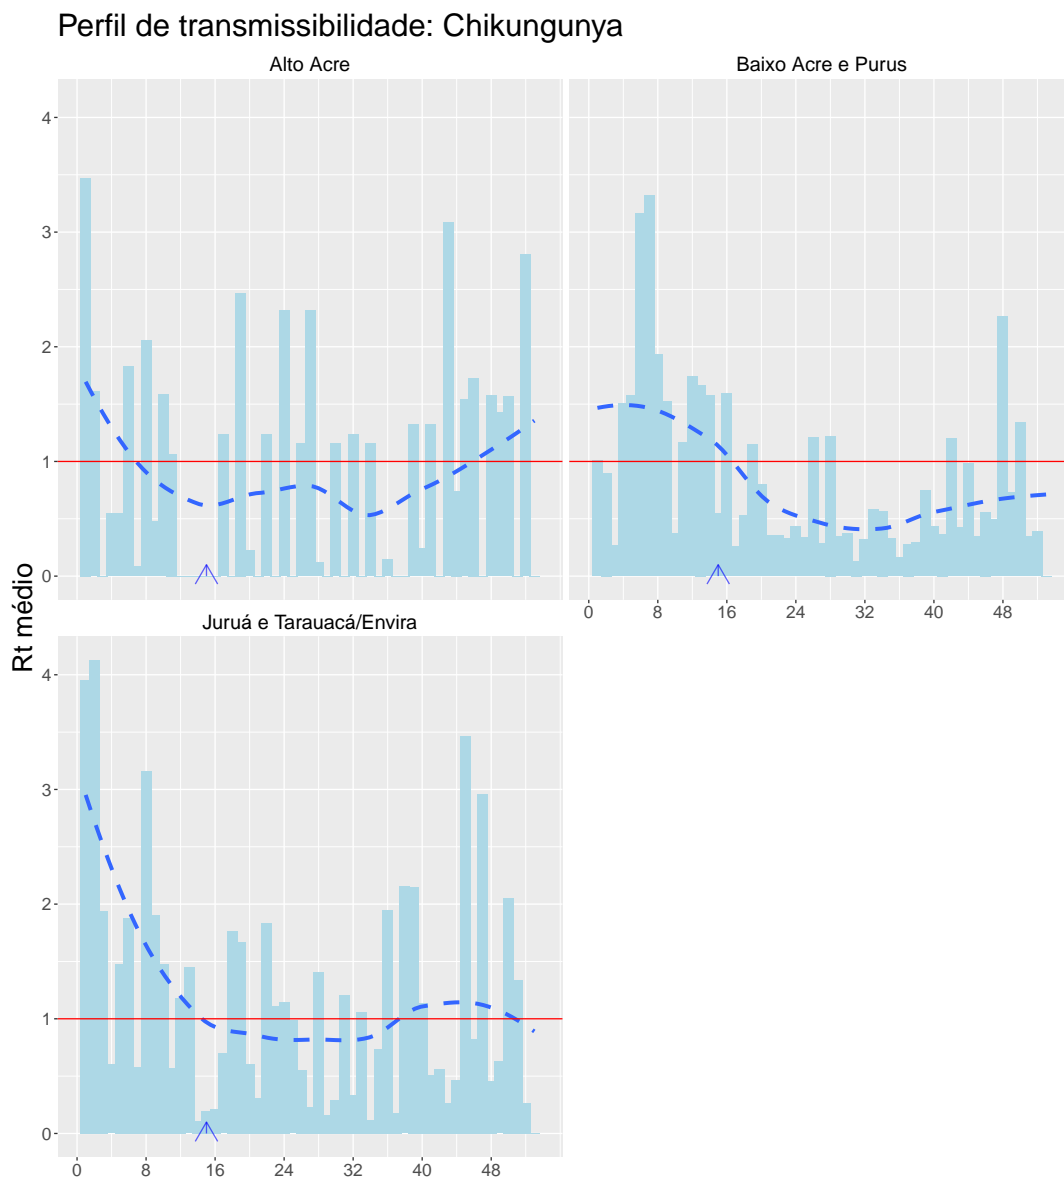 Perfil de transmissibilidade: Chikungunya
Alto Acre
Baixo Acre e Purus
4
3
2
1
0
0 8 16 24 32 40 48
Rt médio
Juruá e Tarauacá/Envira
4
3
2
1
0
0 8 16 24 32 40 48